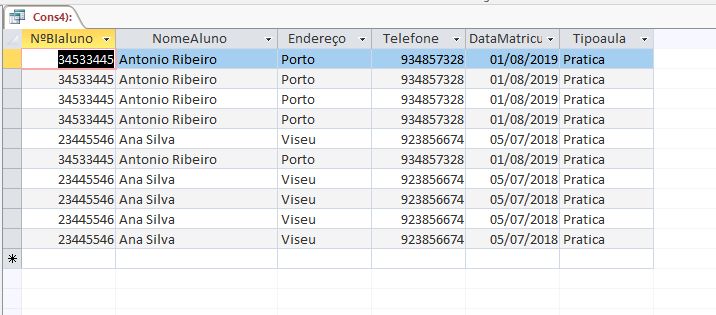 Cons4):
NºBIaluno NomeAluno Endereço Telefone DataMatricu Tipoaula
34533445 Antonio Ribeiro Porto 934857328 01/08/2019 Pratica
34533445 Antonio Ribeiro Porto 934857328 01/08/2019 Pratica
34533445 Antonio Ribeiro Porto 934857328 01/08/2019 Pratica
34533445 Antonio Ribeiro Porto 934857328 01/08/2019 Pratica
23445546 Ana Silva Viseu 923856674 05/07/2018 Pratica
34533445 Antonio Ribeiro Porto 934857328 01/08/2019 Pratica
23445546 Ana Silva Viseu 923856674 05/07/2018 Pratica
23445546 Ana Silva Viseu 923856674 05/07/2018 Pratica
23445546 Ana Silva Viseu 923856674 05/07/2018 Pratica
23445546 Ana Silva Viseu 923856674 05/07/2018 Pratica